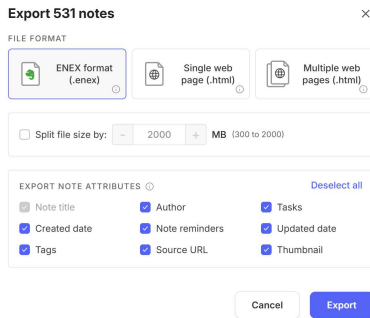 Export 531 notes
FILE FORMAT
ENEX format
(.enex)
Single web
page (.html)
Multiple web
pages (.html)
Split file size by: - 2000 + MB (300 to 2000)
EXPORT NOTE ATTRIBUTES Deselect all
Note title Author Tasks
Created date Note reminders Updated date
Tags Source URL Thumbnail
Cancel Export